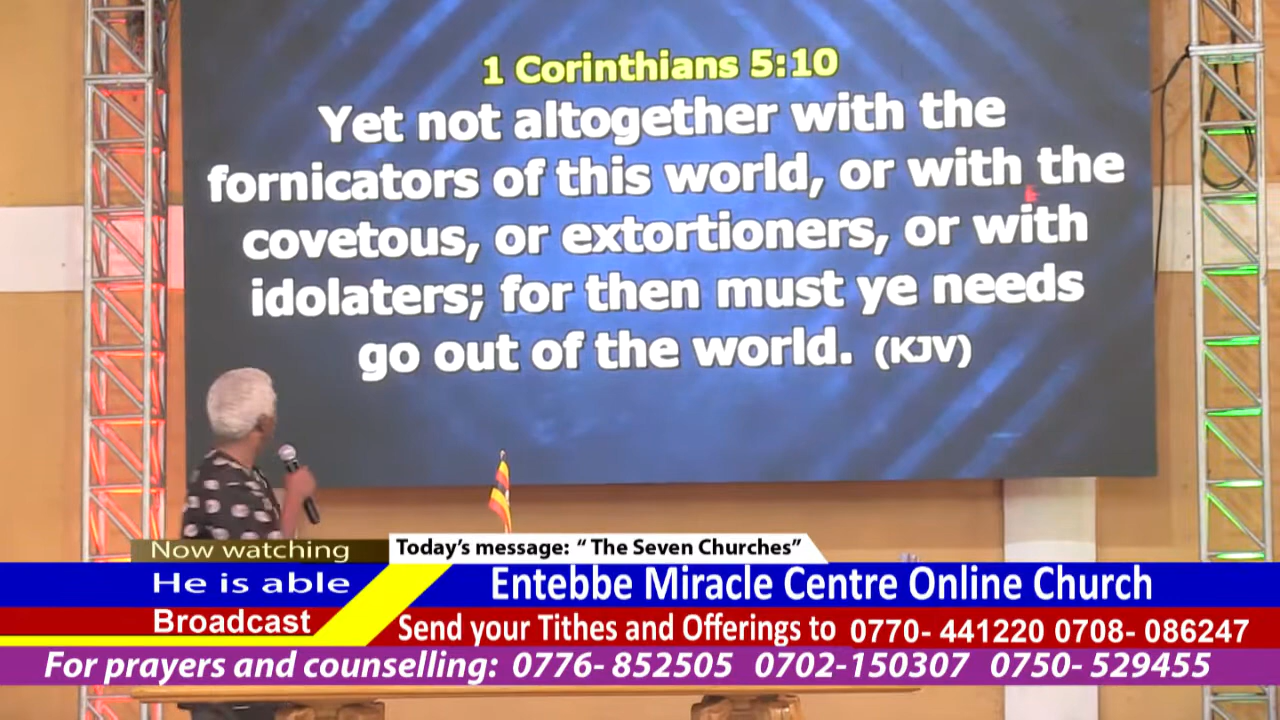 1 Corinthians 5:10
Yet not altogether with the
fornicators of this world, or with the
covetous, or extortioners, or with
idolaters; for then must ye needs
go out of the world. (KJV)
Now watching
Today's message: “ The Seven Churches”
He is able
Entebbe Miracle Centre Online Church
Broadcast
Send your Tithes and Offerings to 0770- 441220 0708- 086247
For prayers and counselling: 0776- 852505 0702-150307 0750- 529455